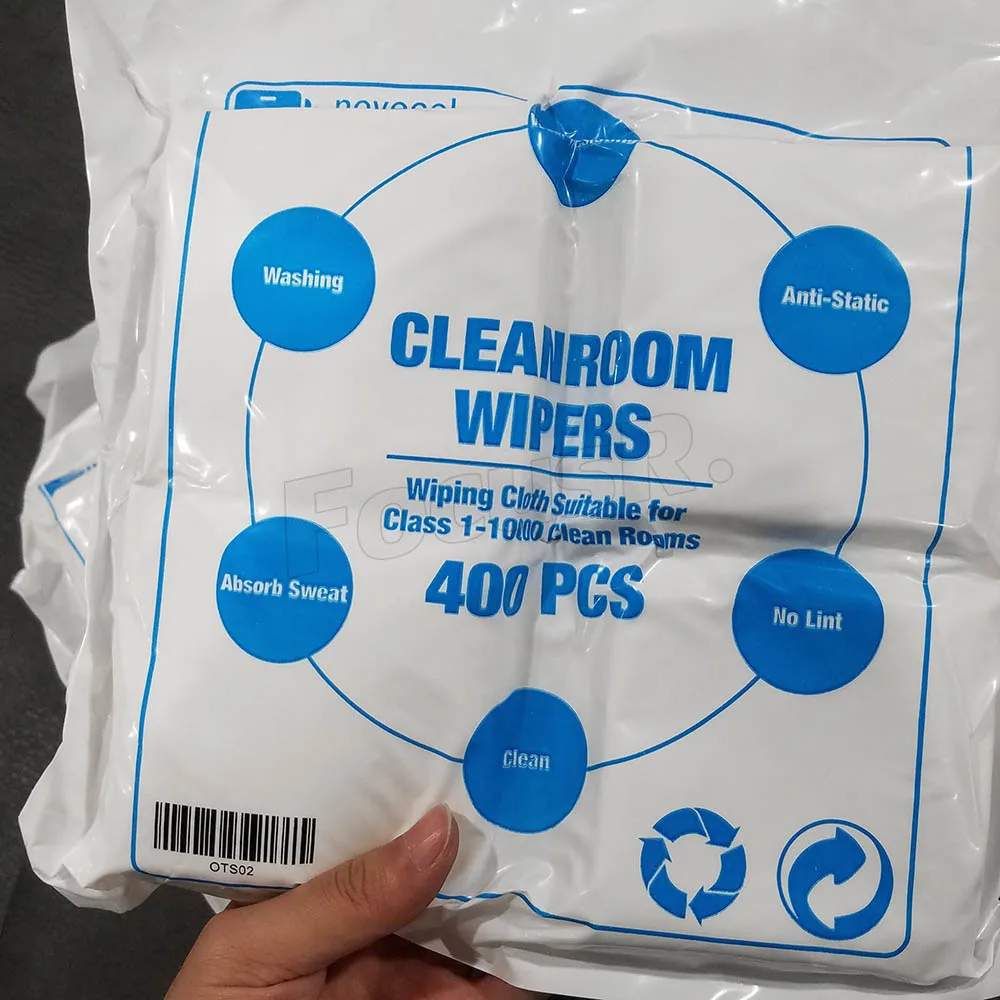 Washing
Anti-Static
CLEANROOM
WIPERS
Wiping Cloth Suitable for
Class 1-10000 Clean Rooms
400 PCS
Absorb Sweat
No Lint
Clean
OTS02
FOCUSR.